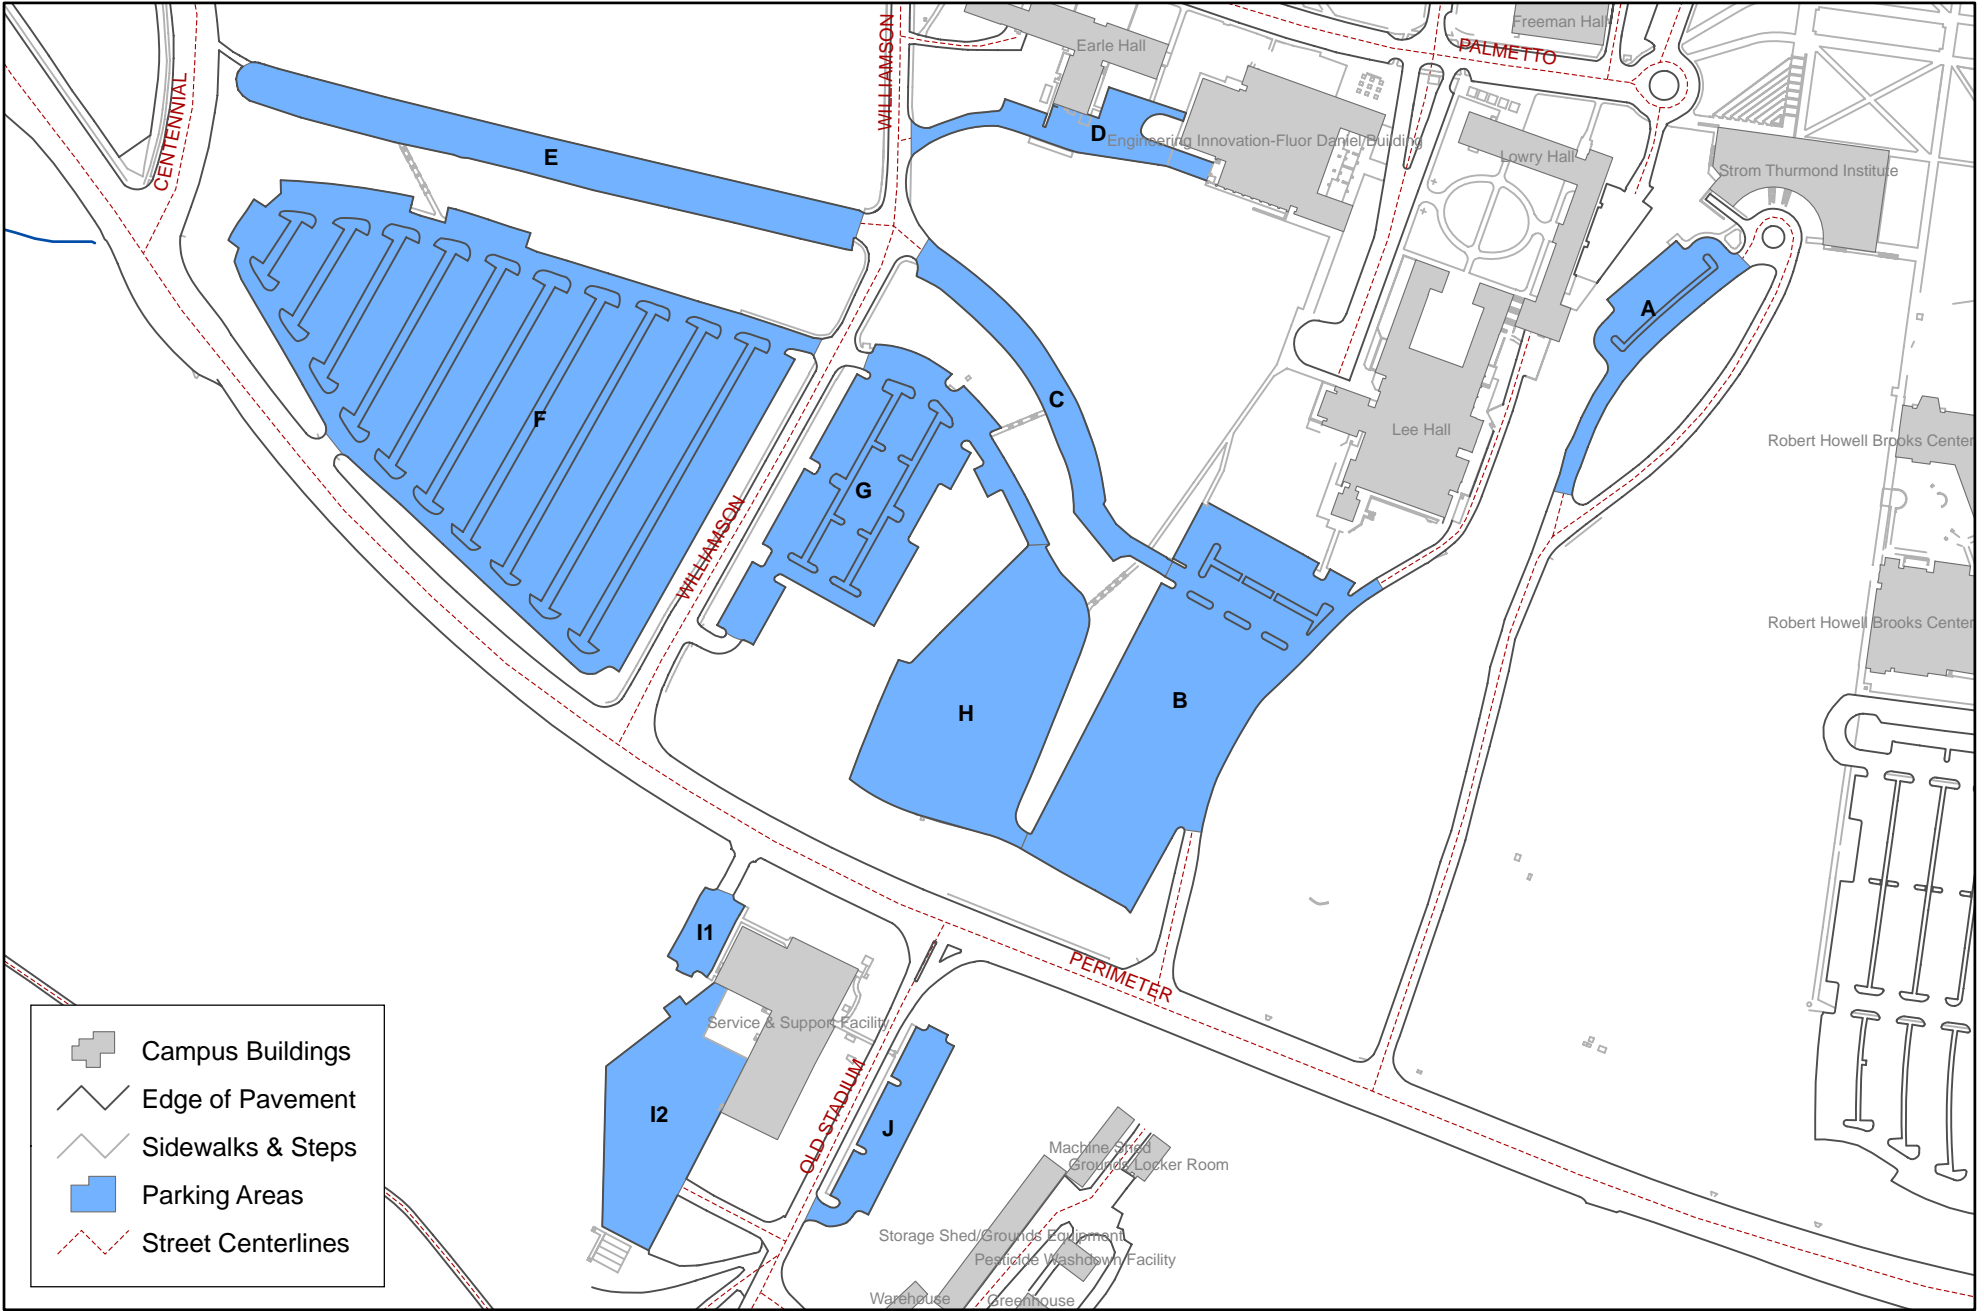 Freeman Hall
WILLIAMSON
Earle Hall
PALMETTO
CENTENNIAL
D
Engineering Innovation-Fluor Daniel Building
E
Lowry Hall
Strom Thurmond Institute
A
C
F
Lee Hall
Robert Howell Brooks Center
G
WILLIAMSON
Robert Howell Brooks Center
H
B
I1
PERIMETER
Service & Support Facility
OLD STADIUM
I2
J
Machine Shed
Grounds Locker Room
Storage Shed/Grounds Equipment
Pesticide Washdown Facility
Warehouse
Greenhouse
Campus Buildings
Edge of Pavement
Sidewalks & Steps
Parking Areas
Street Centerlines